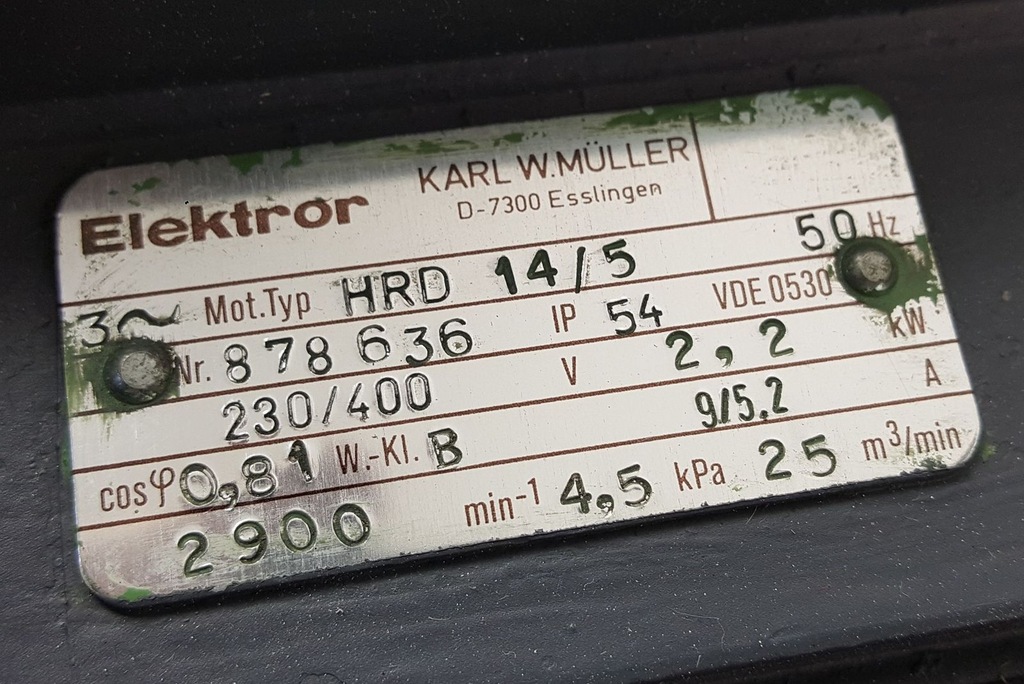 Elektror KARL W.MÜLLER
D-7300 Esslingen
3~ Mot.Typ HRD 14/5 50 Hz
Nr. 878 636 IP 54 VDE 0530
230/400 V 2,2 kW
cosφ 0,81 W.-Kl. B 9/5.2 A
2900 min-1 4,5 kPa 25 m³/min